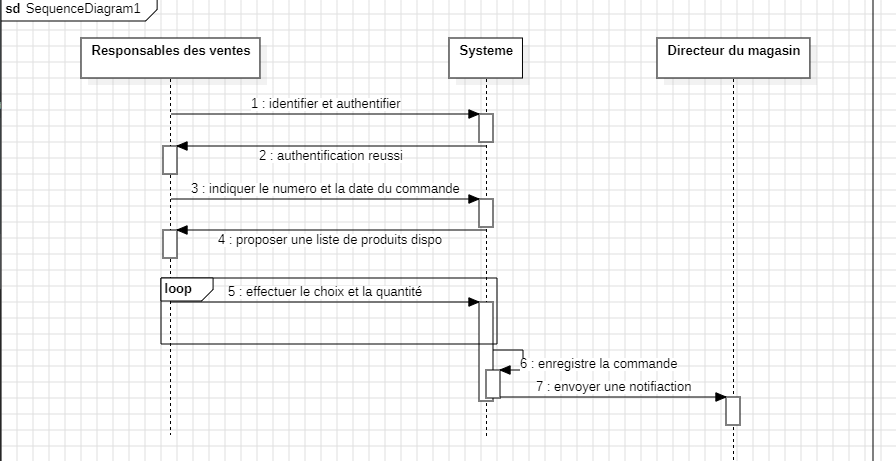 sd SequenceDiagram1
Responsables des ventes
Systeme
Directeur du magasin
1 : identifier et authentifier
2 : authentification reussi
3 : indiquer le numero et la date du commande
4 : proposer une liste de produits dispo
loop
5 : effectuer le choix et la quantité
6 : enregistre la commande
7 : envoyer une notifiaction